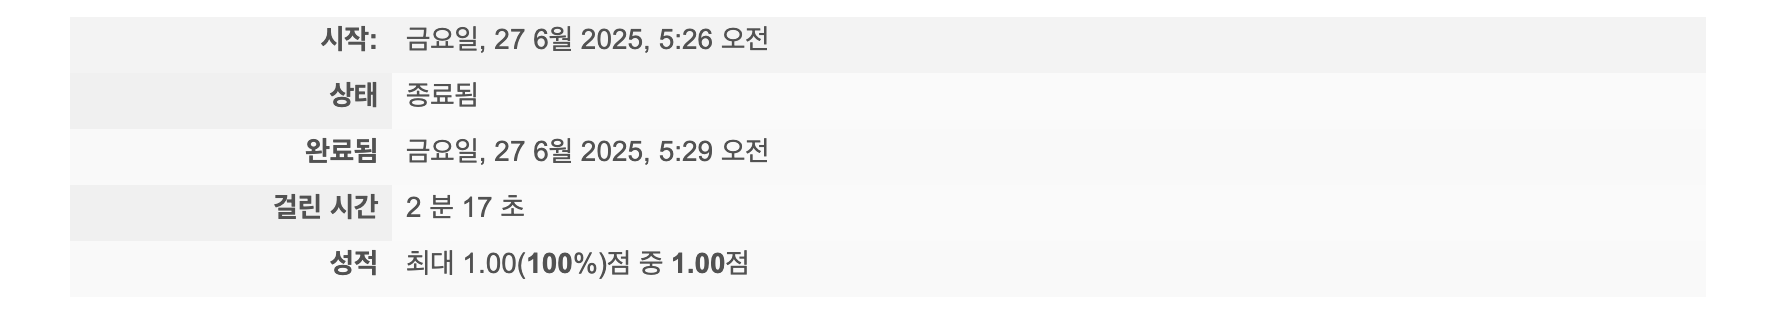 시작: 금요일, 27 6월 2025, 5:26 오전
상태 종료됨
완료됨 금요일, 27 6월 2025, 5:29 오전
걸린 시간 2 분 17 초
성적 최대 1.00(100%)점 중 1.00점